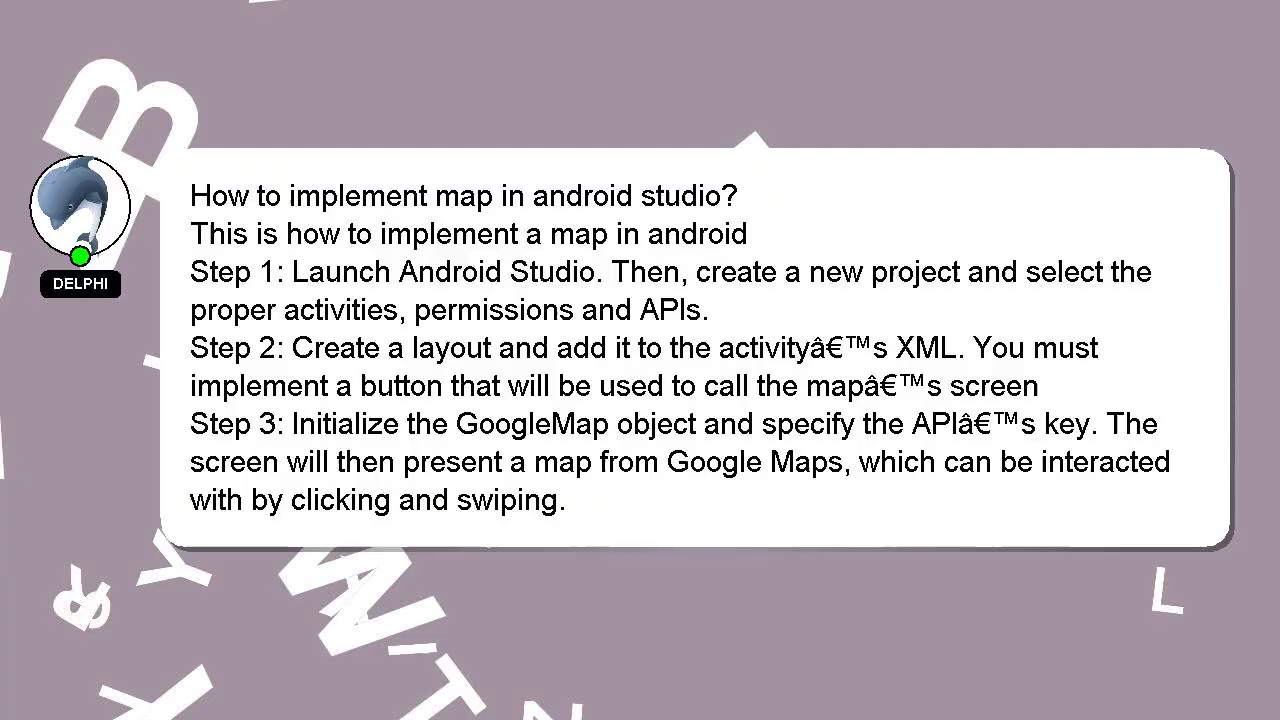 How to implement map in android studio?
This is how to implement a map in android
Step 1: Launch Android Studio. Then, create a new project and select the
proper activities, permissions and APIs.
Step 2: Create a layout and add it to the activityâ€™s XML. You must
implement a button that will be used to call the mapâ€™s screen
Step 3: Initialize the GoogleMap object and specify the APIâ€™s key. The
screen will then present a map from Google Maps, which can be interacted
with by clicking and swiping.
DELPHI
B
Y
R
W
I
T
L